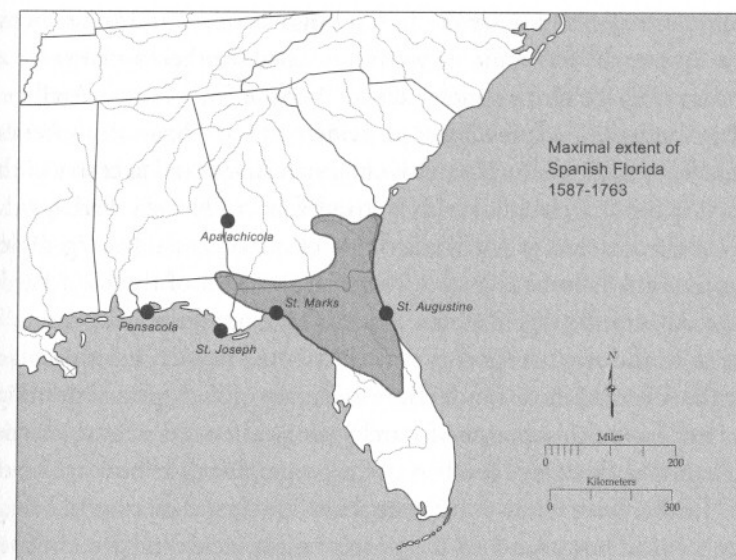 Maximal extent of
Spanish Florida
1587-1763
Apalachicola
St. Marks
St. Augustine
Pensacola
St. Joseph
N
Miles
0
200
Kilometers
0
300